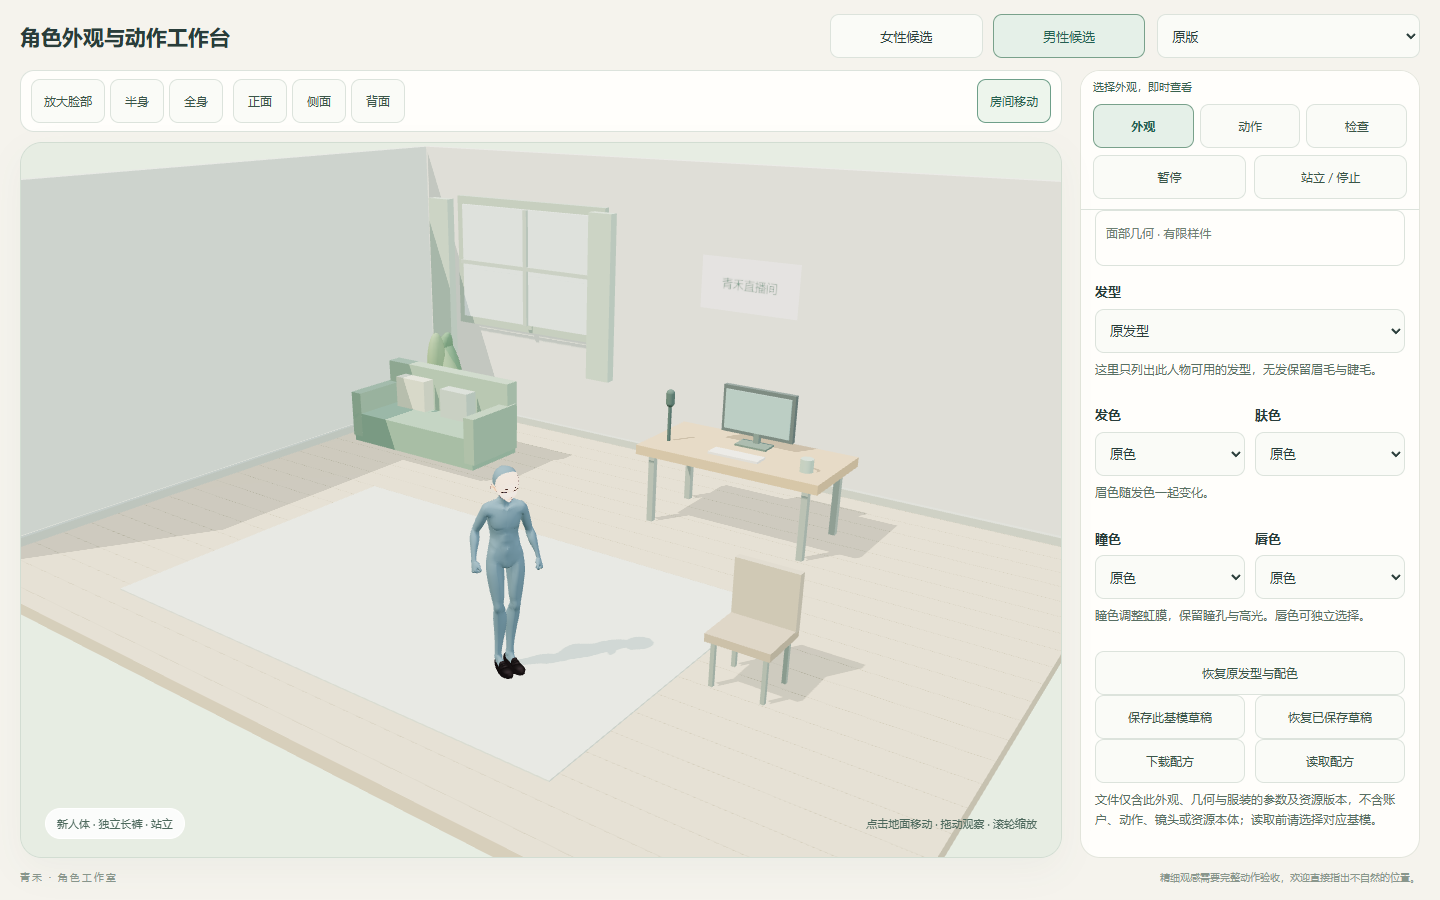 角色外观与动作工作台
女性候选
男性候选
原版
放大脸部
半身
全身
正面
侧面
背面
房间移动
选择外观，即时查看
外观
动作
检查
暂停
站立 / 停止
面部几何 · 有限样件
发型
原发型
这里只列出此人物可用的发型，无发保留眉毛与睫毛。
发色
肤色
原色
原色
眉色随发色一起变化。
瞳色
唇色
原色
原色
瞳色调整虹膜，保留瞳孔与高光。唇色可独立选择。
恢复原发型与配色
保存此基模草稿
恢复已保存草稿
下载配方
读取配方
文件仅含此外观、几何与服装的参数及资源版本，不含账
户、动作、镜头或资源本体；读取前请选择对应基模。
青禾直播间
新人体 · 独立长裤 · 站立
点击地面移动 · 拖动观察 · 滚轮缩放
青禾 · 角色工作室
精细观感需要完整动作验收，欢迎直接指出不自然的位置。